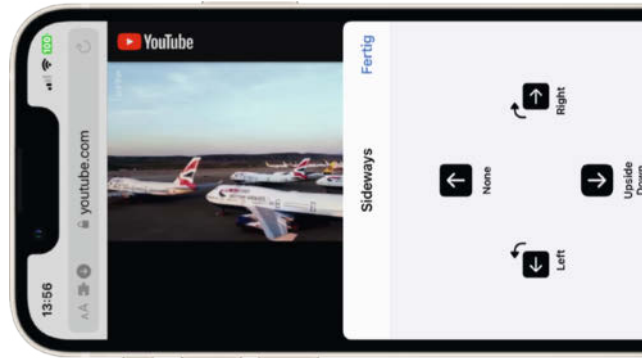 13:56
100
AA
youtube.com
YouTube
Sideways
Fertig
None
Left
Right
Upside
Down